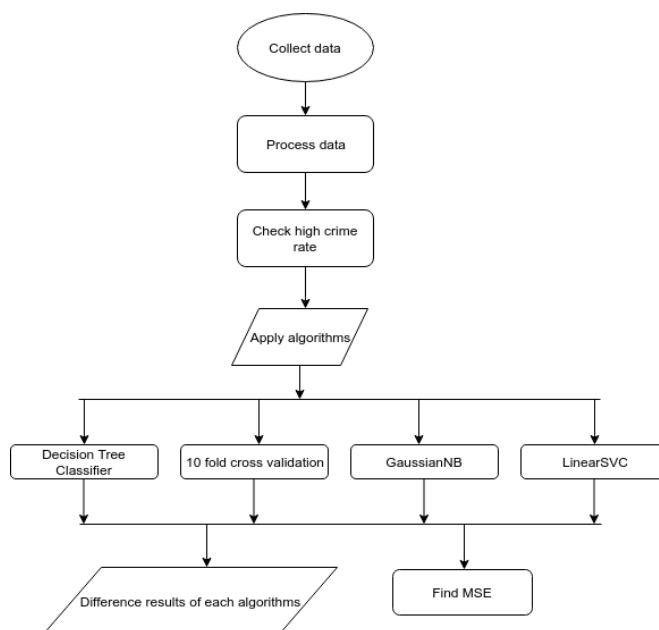 Collect data
Process data
Check high crime
rate
Apply algorithms
Decision Tree
Classifier
10 fold cross validation
GaussianNB
LinearSVC
Difference results of each algorithms
Find MSE